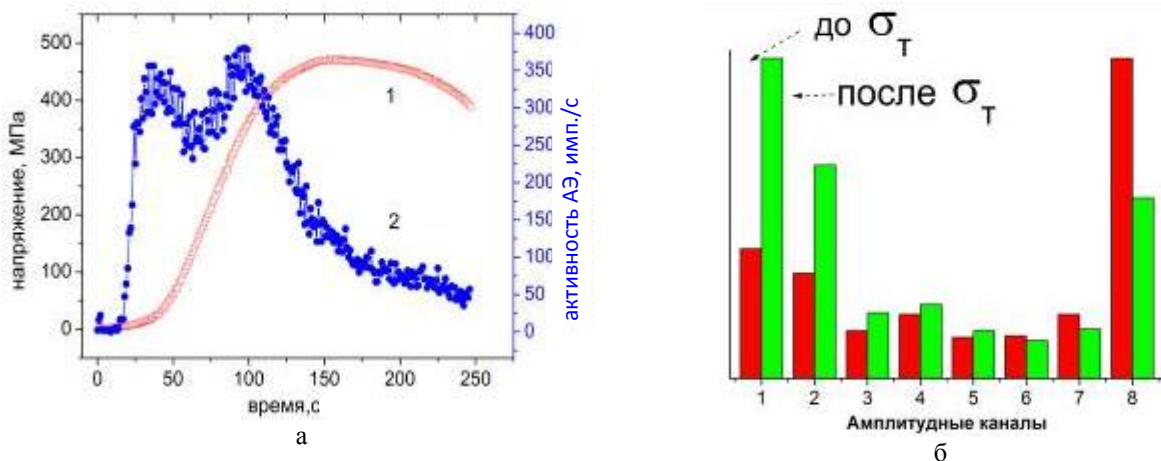 напряжение, МПа
500
400
300
200
100
0
1
2
400
350
300
250
200
150
100
50
0
активность АЭ, имп./с
0 50 100 150 200 250
время,с
а
до σт
после σт
1 2 3 4 5 6 7 8
Амплитудные каналы
б